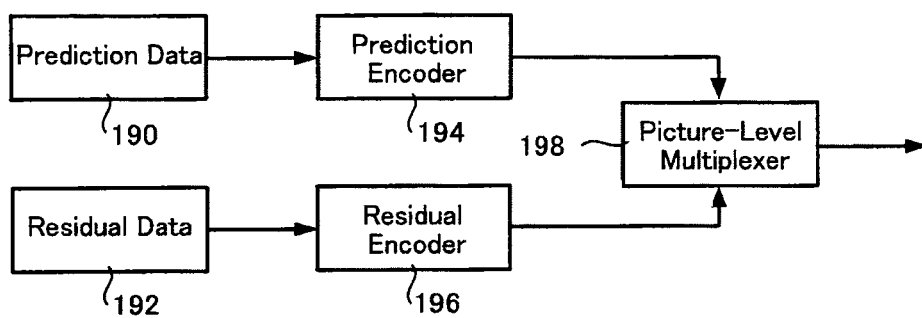 Prediction Data
190
Prediction
Encoder
194
198
Picture-Level
Multiplexer
Residual Data
192
Residual
Encoder
196